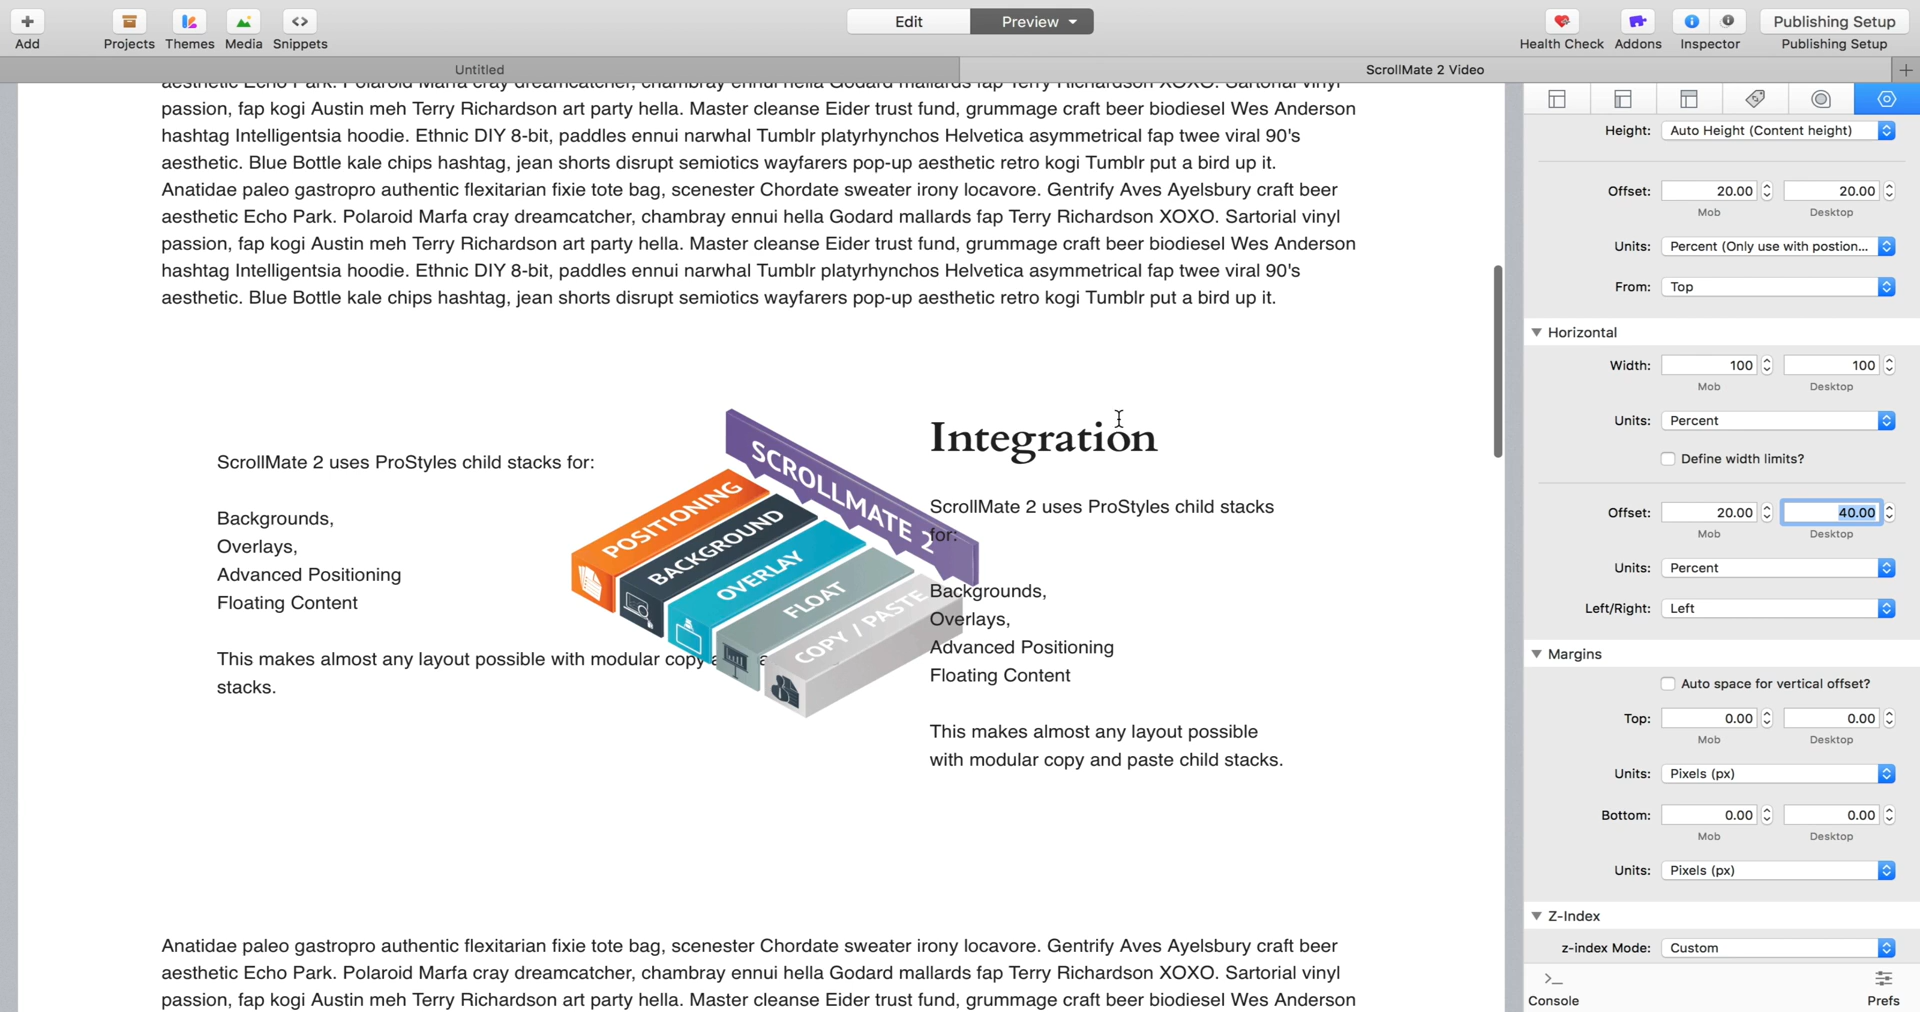 Add
Projects
Themes
Media
Snippets
Edit
Preview
Health Check
Addons
Inspector
Publishing Setup
Publishing Setup
Untitled
ScrollMate 2 Video
aesthetic Echo Park. Polaroid Marfa cray dreamcatcher, chambray ennui hella Godard mallards fap Terry Richardson XOXO. Sartorial vinyl
passion, fap kogi Austin meh Terry Richardson art party hella. Master cleanse Eider trust fund, grummage craft beer biodiesel Wes Anderson
hashtag Intelligentsia hoodie. Ethnic DIY 8-bit, paddles ennui narwhal Tumblr platyrhynchos Helvetica asymmetrical fap twee viral 90's
aesthetic. Blue Bottle kale chips hashtag, jean shorts disrupt semiotics wayfarers pop-up aesthetic retro kogi Tumblr put a bird up it.
Anatidae paleo gastropro authentic flexitarian fixie tote bag, scenester Chordate sweater irony locavore. Gentrify Aves Ayelsbury craft beer
aesthetic Echo Park. Polaroid Marfa cray dreamcatcher, chambray ennui hella Godard mallards fap Terry Richardson XOXO. Sartorial vinyl
passion, fap kogi Austin meh Terry Richardson art party hella. Master cleanse Eider trust fund, grummage craft beer biodiesel Wes Anderson
hashtag Intelligentsia hoodie. Ethnic DIY 8-bit, paddles ennui narwhal Tumblr platyrhynchos Helvetica asymmetrical fap twee viral 90's
aesthetic. Blue Bottle kale chips hashtag, jean shorts disrupt semiotics wayfarers pop-up aesthetic retro kogi Tumblr put a bird up it.
ScrollMate 2 uses ProStyles child stacks for:
Backgrounds,
Overlays,
Advanced Positioning
Floating Content
This makes almost any layout possible with modular copy a
stacks.
SCROLLMATE 2
POSITIONING
BACKGROUND
OVERLAY
FLOAT
COPY / PASTE
Integration
ScrollMate 2 uses ProStyles child stacks
for:
Backgrounds,
Overlays,
Advanced Positioning
Floating Content
This makes almost any layout possible
with modular copy and paste child stacks.
Anatidae paleo gastropro authentic flexitarian fixie tote bag, scenester Chordate sweater irony locavore. Gentrify Aves Ayelsbury craft beer
aesthetic Echo Park. Polaroid Marfa cray dreamcatcher, chambray ennui hella Godard mallards fap Terry Richardson XOXO. Sartorial vinyl
passion, fap kogi Austin meh Terry Richardson art party hella. Master cleanse Eider trust fund, grummage craft beer biodiesel Wes Anderson
Height: Auto Height (Content height)
Offset: 20.00 20.00
Mob Desktop
Units: Percent (Only use with postion...
From: Top
Horizontal
Width: 100 100
Mob Desktop
Units: Percent
Define width limits?
Offset: 20.00 40.00
Mob Desktop
Units: Percent
Left/Right: Left
Margins
Auto space for vertical offset?
Top: 0.00 0.00
Mob Desktop
Units: Pixels (px)
Bottom: 0.00 0.00
Mob Desktop
Units: Pixels (px)
Z-Index
z-index Mode: Custom
Console
Prefs